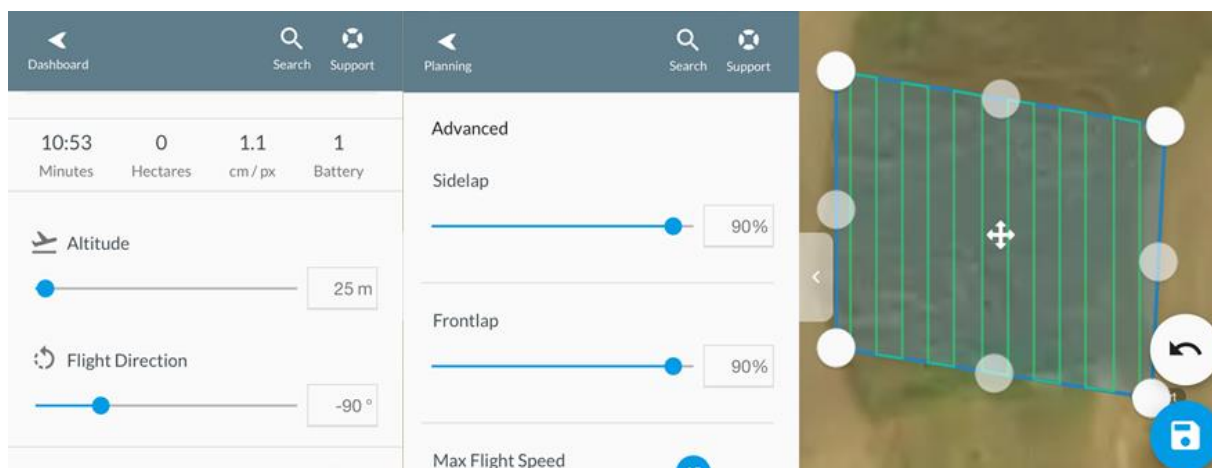 Dashboard
Search
Support
10:53
0
1.1
1
Minutes
Hectares
cm / px
Battery
Altitude
25 m
Flight Direction
-90 °
Planning
Search
Support
Advanced
Sidelap
90%
Frontlap
90%
Max Flight Speed